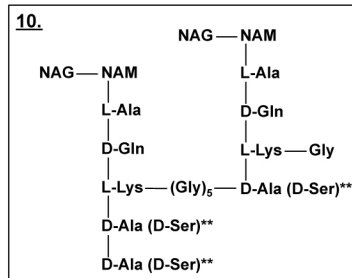 10.
NAG—NAM
NAG—NAM
L-Ala
L-Ala
D-Gln
D-Gln
L-Lys—Gly
L-Lys—(Gly)5—D-Ala (D-Ser)**
D-Ala (D-Ser)**
D-Ala (D-Ser)**